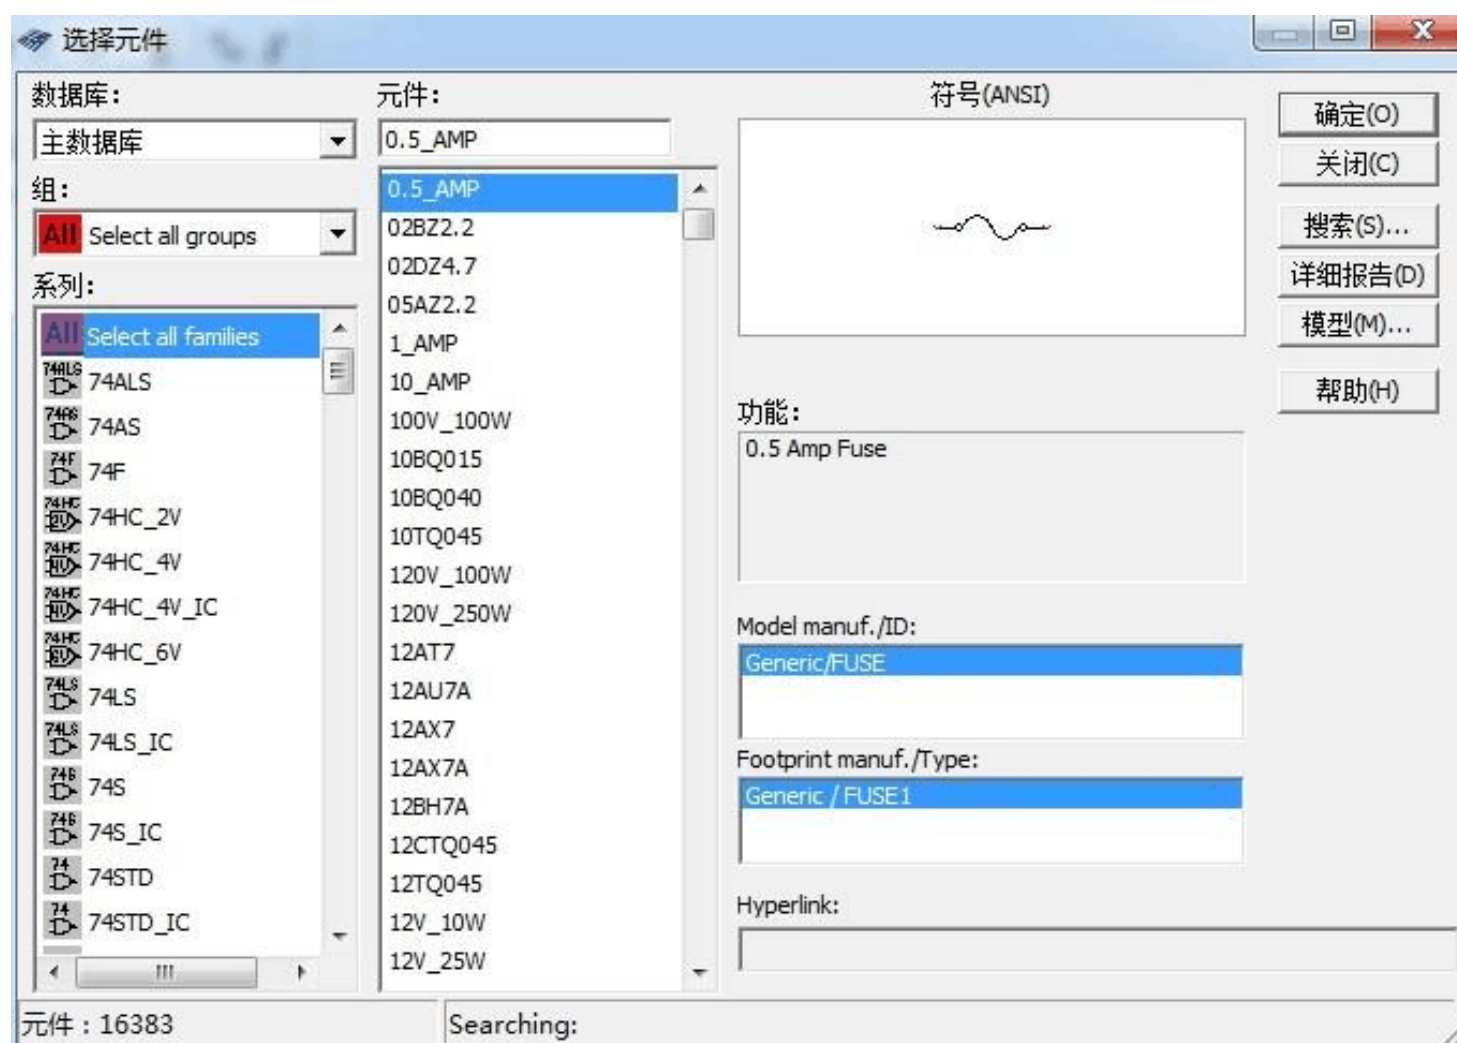 选择元件
数据库：
主数据库
组：
All Select all groups
系列：
All Select all families
74ALS
74AS
74F
74HC_2V
74HC_4V
74HC_4V_IC
74HC_6V
74LS
74LS_IC
74S
74S_IC
74STD
74STD_IC
元件：
0.5_AMP
0.5_AMP
02BZ2.2
02DZ4.7
05AZ2.2
1_AMP
10_AMP
100V_100W
10BQ015
10BQ040
10TQ045
120V_100W
120V_250W
12AT7
12AU7A
12AX7
12AX7A
12BH7A
12CTQ045
12TQ045
12V_10W
12V_25W
符号(ANSI)
功能：
0.5 Amp Fuse
Model manuf./ID:
Generic/FUSE
Footprint manuf./Type:
Generic / FUSE1
Hyperlink:
确定(O)
关闭(C)
搜索(S)...
详细报告(D)
模型(M)...
帮助(H)
元件：16383
Searching: